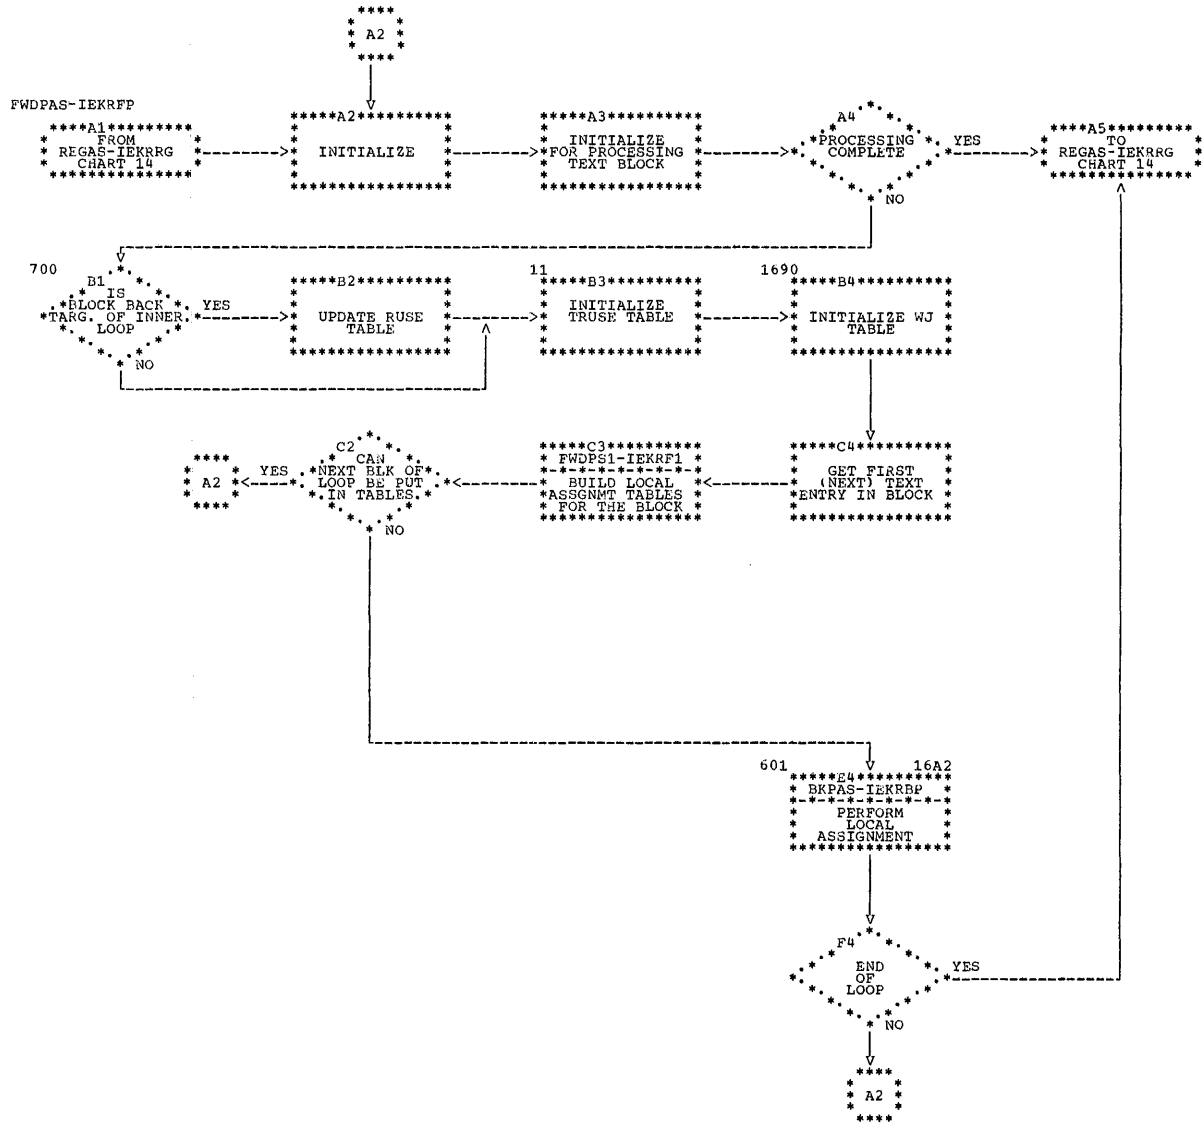 A2
FWDPAS-IEKRFP
A1
FROM
REGAS-IEKRRG
CHART 14
A2
INITIALIZE
A3
INITIALIZE
FOR PROCESSING
TEXT BLOCK
A4
PROCESSING
COMPLETE
YES
NO
A5
TO
REGAS-IEKRRG
CHART 14
700
B1
IS
BLOCK BACK
TARG. OF INNER
LOOP
YES
NO
B2
UPDATE RUSE
TABLE
11
B3
INITIALIZE
TRUSE TABLE
1690
B4
INITIALIZE WJ
TABLE
A2
YES
C2
CAN
NEXT BLK OF
LOOP BE PUT
IN TABLES
NO
C3
FWDPS1-IEKRF1
BUILD LOCAL
ASSGNMT TABLES
FOR THE BLOCK
C4
GET FIRST
(NEXT) TEXT
ENTRY IN BLOCK
601
16A2
E4
BKPAS-IEKRBP
PERFORM
LOCAL
ASSIGNMENT
F4
END
OF
LOOP
YES
NO
A2